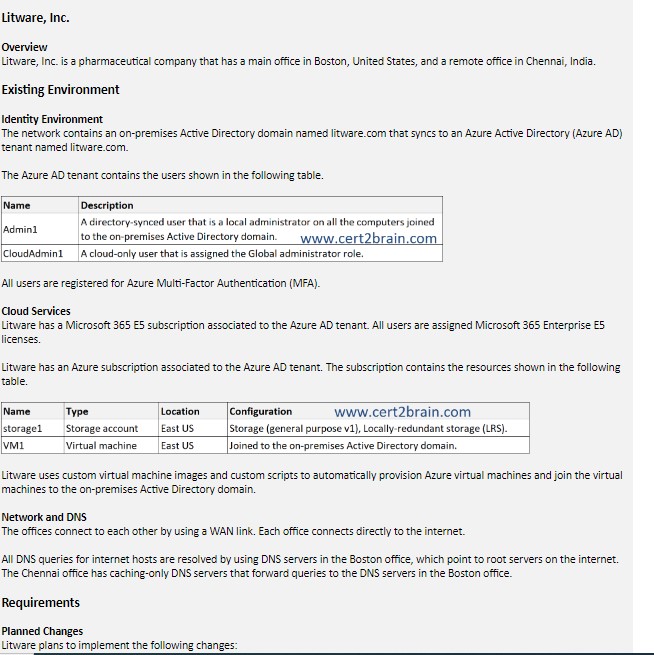 Litware, Inc.
Overview
Litware, Inc. is a pharmaceutical company that has a main office in Boston, United States, and a remote office in Chennai, India.
Existing Environment
Identity Environment
The network contains an on-premises Active Directory domain named litware.com that syncs to an Azure Active Directory (Azure AD)
tenant named litware.com.
The Azure AD tenant contains the users shown in the following table.
Name Description
Admin1 A directory-synced user that is a local administrator on all the computers joined
to the on-premises Active Directory domain. www.cert2brain.com
CloudAdmin1 A cloud-only user that is assigned the Global administrator role.
All users are registered for Azure Multi-Factor Authentication (MFA).
Cloud Services
Litware has a Microsoft 365 E5 subscription associated to the Azure AD tenant. All users are assigned Microsoft 365 Enterprise E5
licenses.
Litware has an Azure subscription associated to the Azure AD tenant. The subscription contains the resources shown in the following
table.
Name Type Location Configuration www.cert2brain.com
storage1 Storage account East US Storage (general purpose v1), Locally-redundant storage (LRS).
VM1 Virtual machine East US Joined to the on-premises Active Directory domain.
Litware uses custom virtual machine images and custom scripts to automatically provision Azure virtual machines and join the virtual
machines to the on-premises Active Directory domain.
Network and DNS
The offices connect to each other by using a WAN link. Each office connects directly to the internet.
All DNS queries for internet hosts are resolved by using DNS servers in the Boston office, which point to root servers on the internet.
The Chennai office has caching-only DNS servers that forward queries to the DNS servers in the Boston office.
Requirements
Planned Changes
Litware plans to implement the following changes: